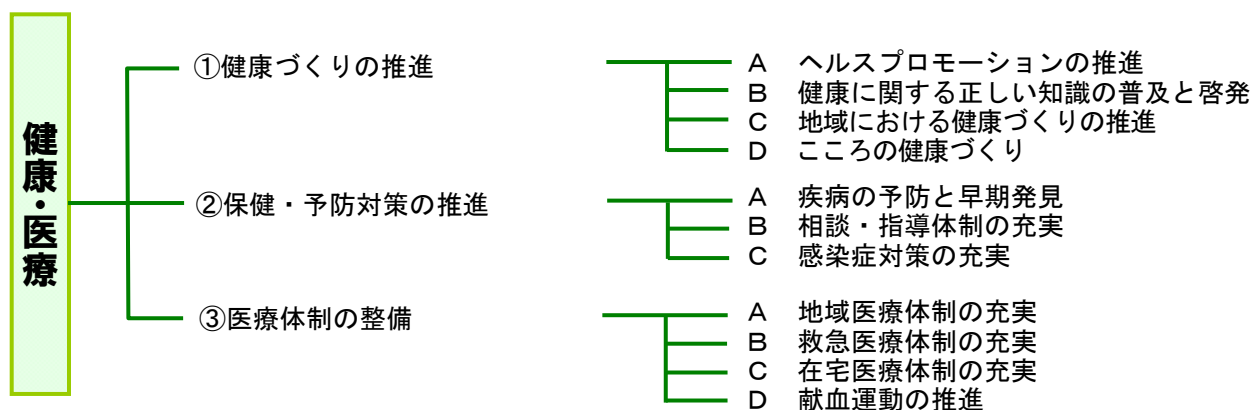 健康・医療
①健康づくりの推進
A ヘルスプロモーションの推進
B 健康に関する正しい知識の普及と啓発
C 地域における健康づくりの推進
D こころの健康づくり
②保健・予防対策の推進
A 疾病の予防と早期発見
B 相談・指導体制の充実
C 感染症対策の充実
③医療体制の整備
A 地域医療体制の充実
B 救急医療体制の充実
C 在宅医療体制の充実
D 献血運動の推進